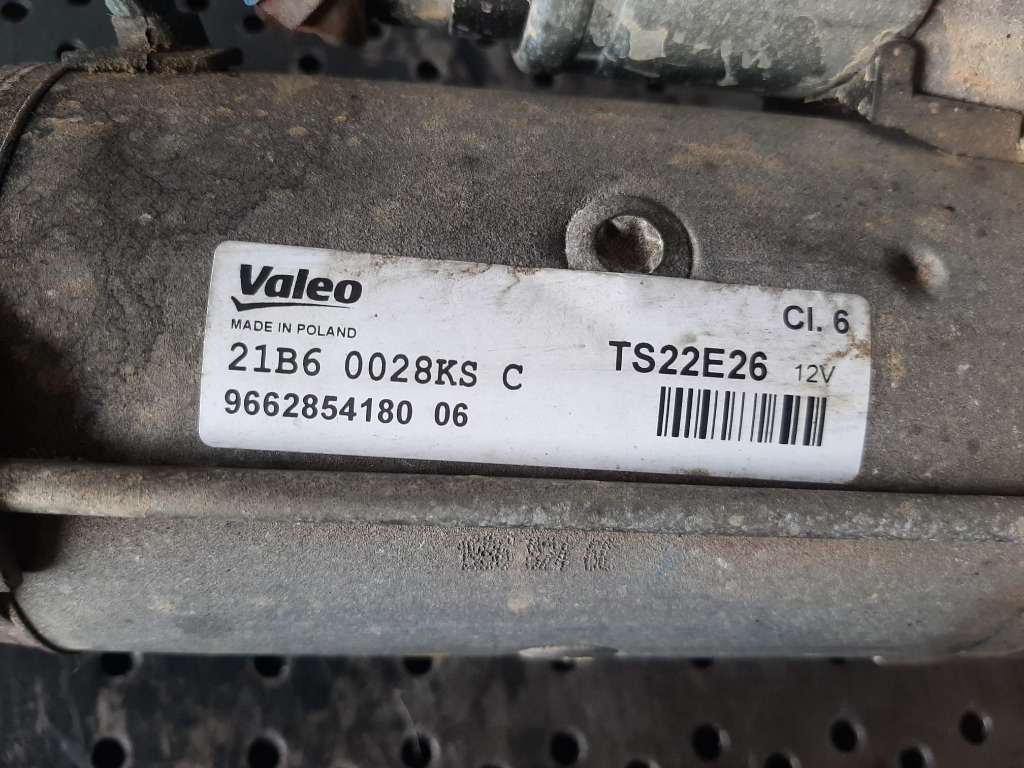 Valeo
MADE IN POLAND
Cl. 6
21B6 0028KS C
TS22E26 12V
9662854180 06